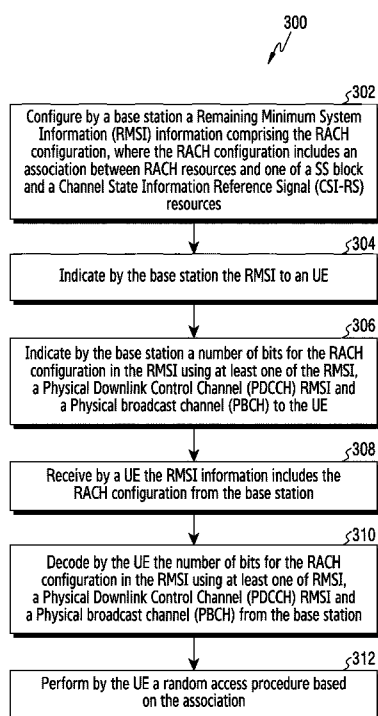 300
302
Configure by a base station a Remaining Minimum System
Information (RMSI) information comprising the RACH
configuration, where the RACH configuration includes an
association between RACH resources and one of a SS block
and a Channel State Information Reference Signal (CSI-RS)
resources
304
Indicate by the base station the RMSI to an UE
306
Indicate by the base station a number of bits for the RACH
configuration in the RMSI using at least one of the RMSI,
a Physical Downlink Control Channel (PDCCH) RMSI and
a Physical broadcast channel (PBCH) to the UE
308
Receive by a UE the RMSI information includes the
RACH configuration from the base station
310
Decode by the UE the number of bits for the RACH
configuration in the RMSI using at least one of RMSI,
a Physical Downlink Control Channel (PDCCH) RMSI and
a Physical broadcast channel (PBCH) from the base station
312
Perform by the UE a random access procedure based
on the association